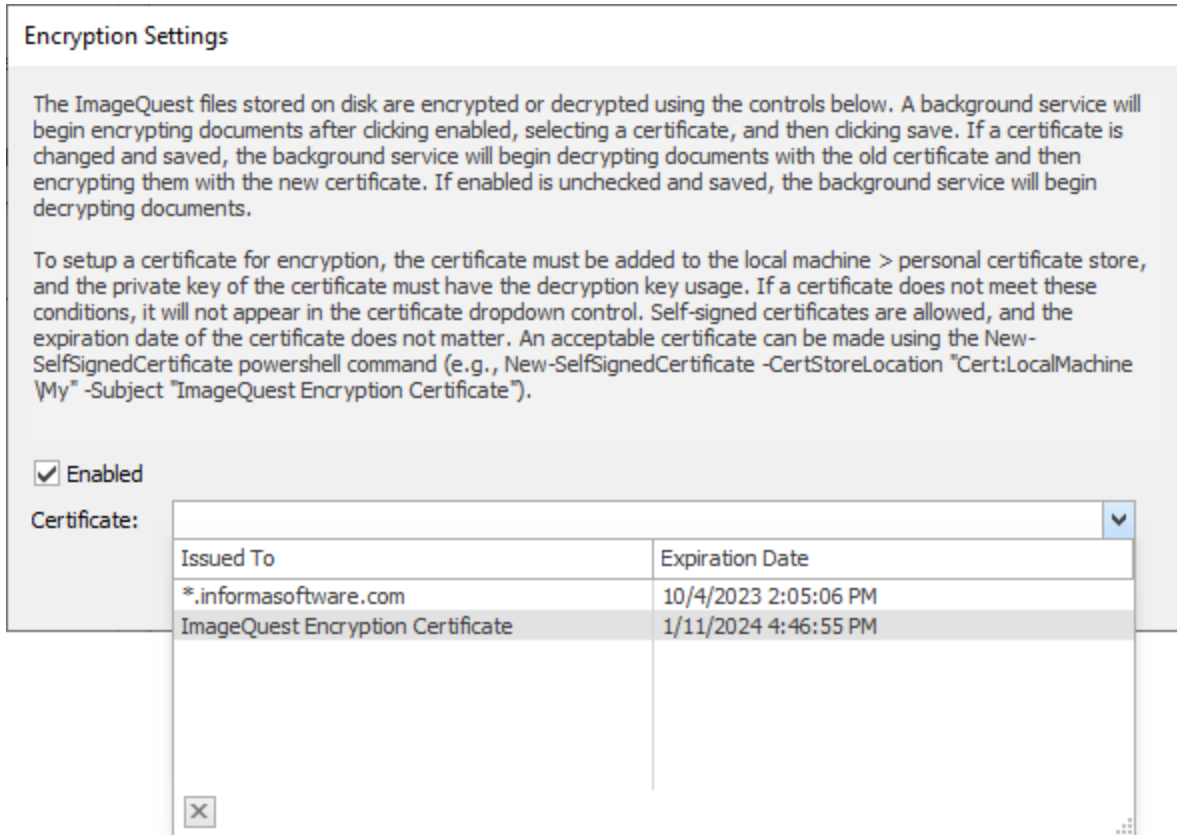 Encryption Settings
The ImageQuest files stored on disk are encrypted or decrypted using the controls below. A background service will
begin encrypting documents after clicking enabled, selecting a certificate, and then clicking save. If a certificate is
changed and saved, the background service will begin decrypting documents with the old certificate and then
encrypting them with the new certificate. If enabled is unchecked and saved, the background service will begin
decrypting documents.
To setup a certificate for encryption, the certificate must be added to the local machine > personal certificate store,
and the private key of the certificate must have the decryption key usage. If a certificate does not meet these
conditions, it will not appear in the certificate dropdown control. Self-signed certificates are allowed, and the
expiration date of the certificate does not matter. An acceptable certificate can be made using the New-
SelfSignedCertificate powershell command (e.g., New-SelfSignedCertificate -CertStoreLocation "Cert:LocalMachine
\My" -Subject "ImageQuest Encryption Certificate").
Enabled
Certificate:
Issued To Expiration Date
*.informasoftware.com 10/4/2023 2:05:06 PM
ImageQuest Encryption Certificate 1/11/2024 4:46:55 PM